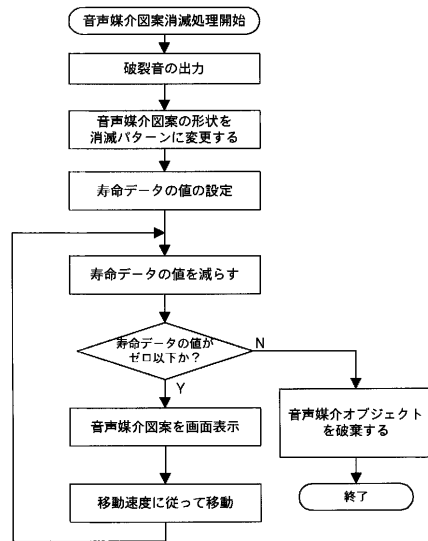 音声媒介図案消滅処理開始
破裂音の出力
音声媒介図案の形状を
消滅パターンに変更する
寿命データの値の設定
寿命データの値を減らす
寿命データの値が
ゼロ以下か？
N
Y
音声媒介図案を画面表示
音声媒介オブジェクト
を破棄する
移動速度に従って移動
終了